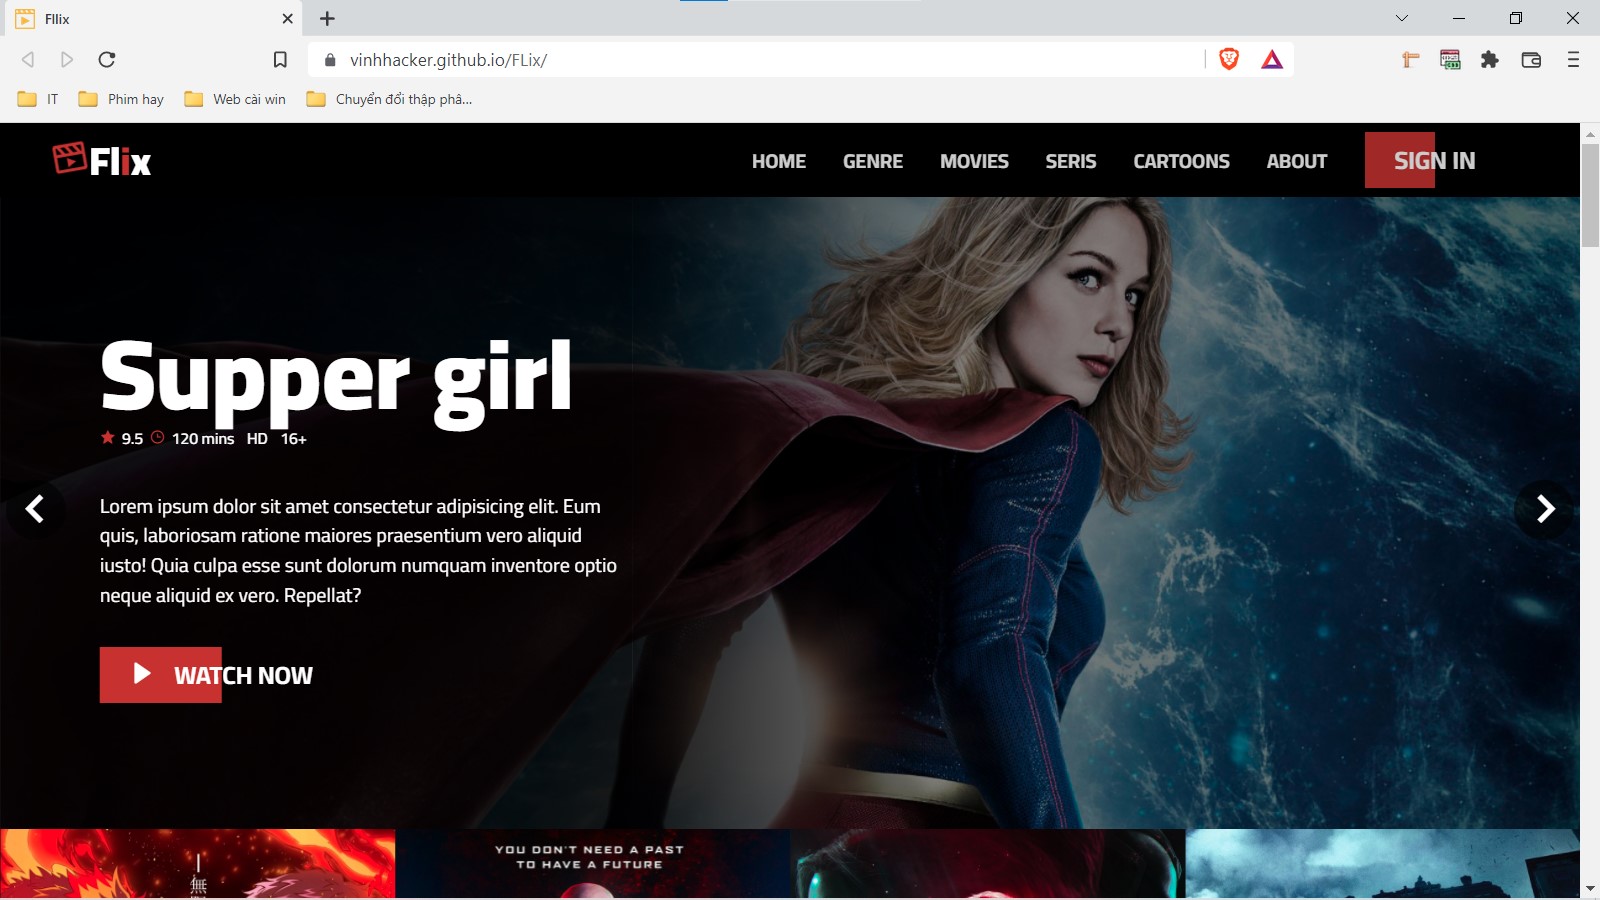 Fllix
vinhhacker.github.io/FLix/
IT
Phim hay
Web cài win
Chuyển đổi thập phâ...
Flix
HOME
GENRE
MOVIES
SERIS
CARTOONS
ABOUT
SIGN IN
Supper girl
9.5 120 mins HD 16+
Lorem ipsum dolor sit amet consectetur adipisicing elit. Eum
quis, laboriosam ratione maiores praesentium vero aliquid
iusto! Quia culpa esse sunt dolorum numquam inventore optio
neque aliquid ex vero. Repellat?
WATCH NOW
YOU DON'T NEED A PAST
TO HAVE A FUTURE